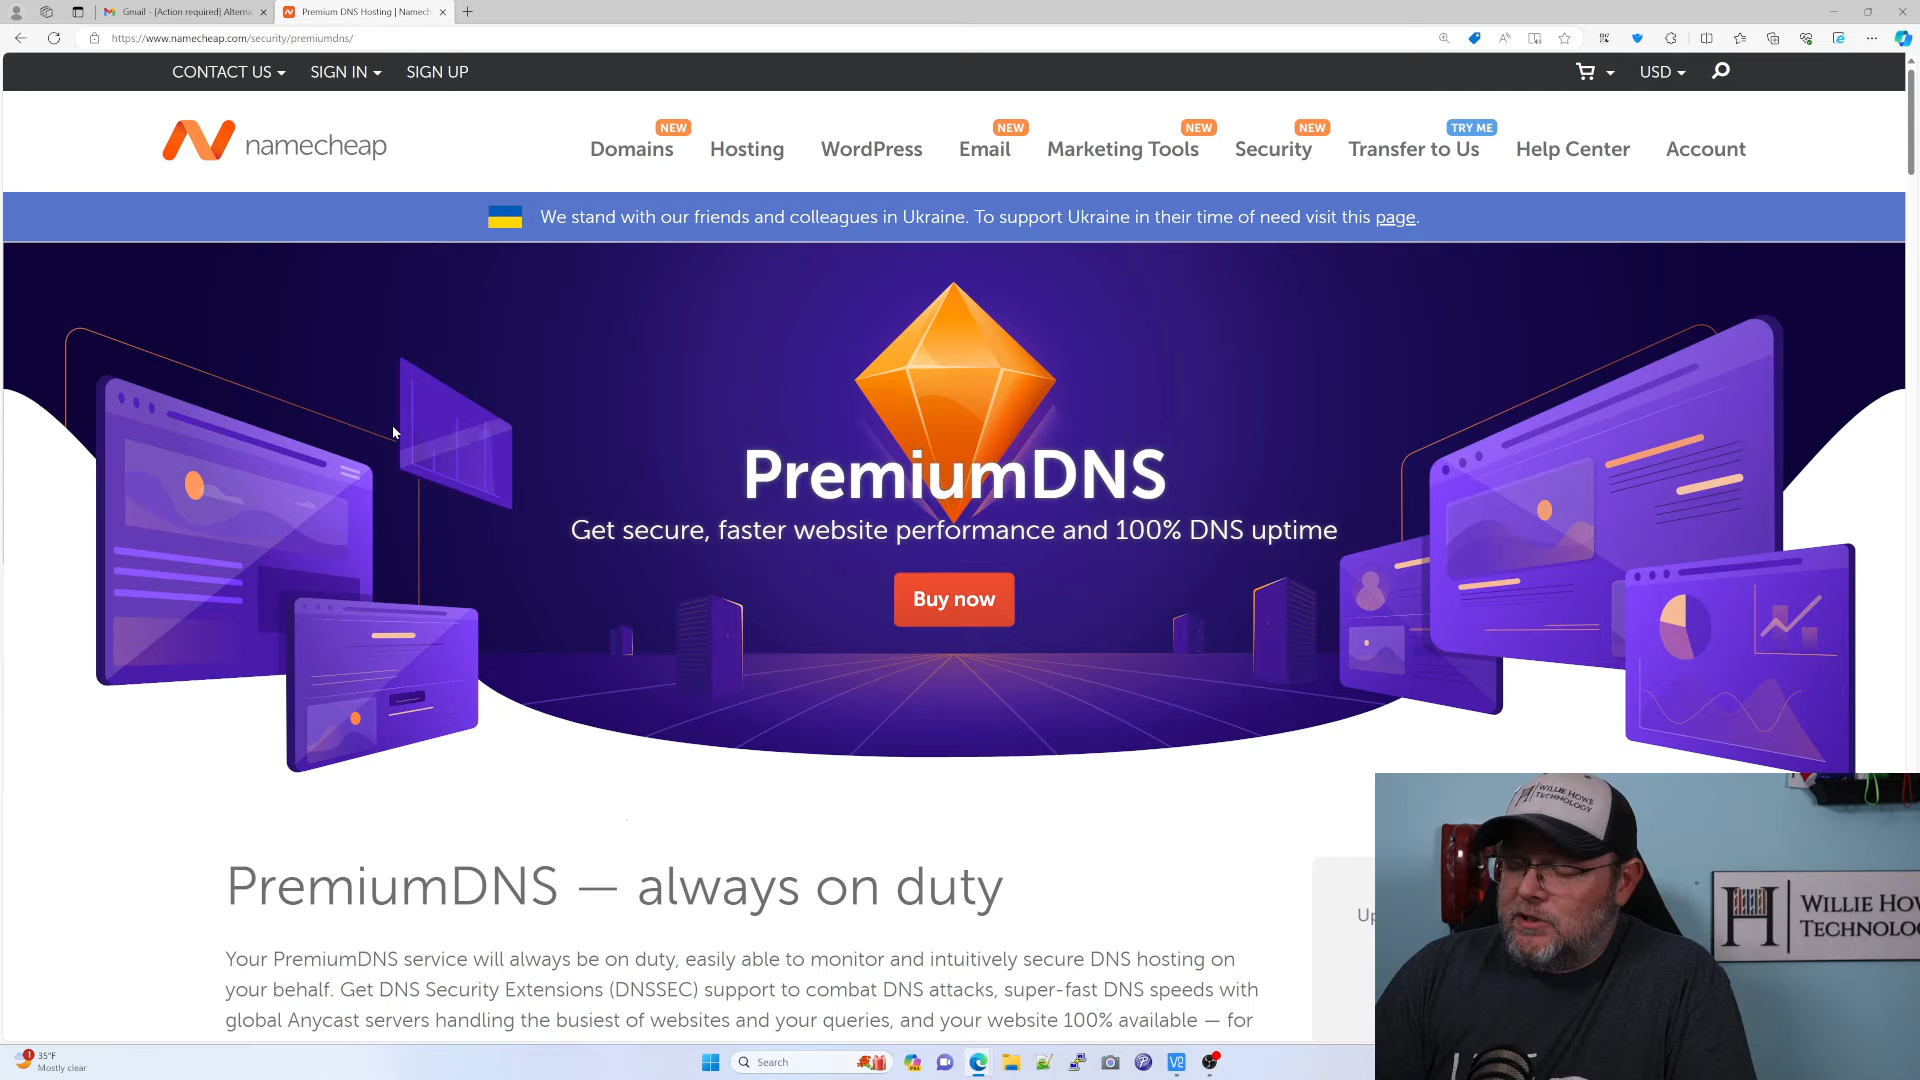 Gmail - [Action required] Alterna
Premium DNS Hosting | Namech
https://www.namecheap.com/security/premiumdns/
CONTACT US
SIGN IN
SIGN UP
USD
namecheap
NEW
NEW
NEW
NEW
TRY ME
Domains
Hosting
WordPress
Email
Marketing Tools
Security
Transfer to Us
Help Center
Account
We stand with our friends and colleagues in Ukraine. To support Ukraine in their time of need visit this page.
PremiumDNS
Get secure, faster website performance and 100% DNS uptime
Buy now
PremiumDNS — always on duty
Up
Your PremiumDNS service will always be on duty, easily able to monitor and intuitively secure DNS hosting on
your behalf. Get DNS Security Extensions (DNSSEC) support to combat DNS attacks, super-fast DNS speeds with
global Anycast servers handling the busiest of websites and your queries, and your website 100% available — for
WILLIE HOWE
TECHNOLOGY
H
WILLIE HOW
TECHNOLO
1
35°F
Mostly clear
Search